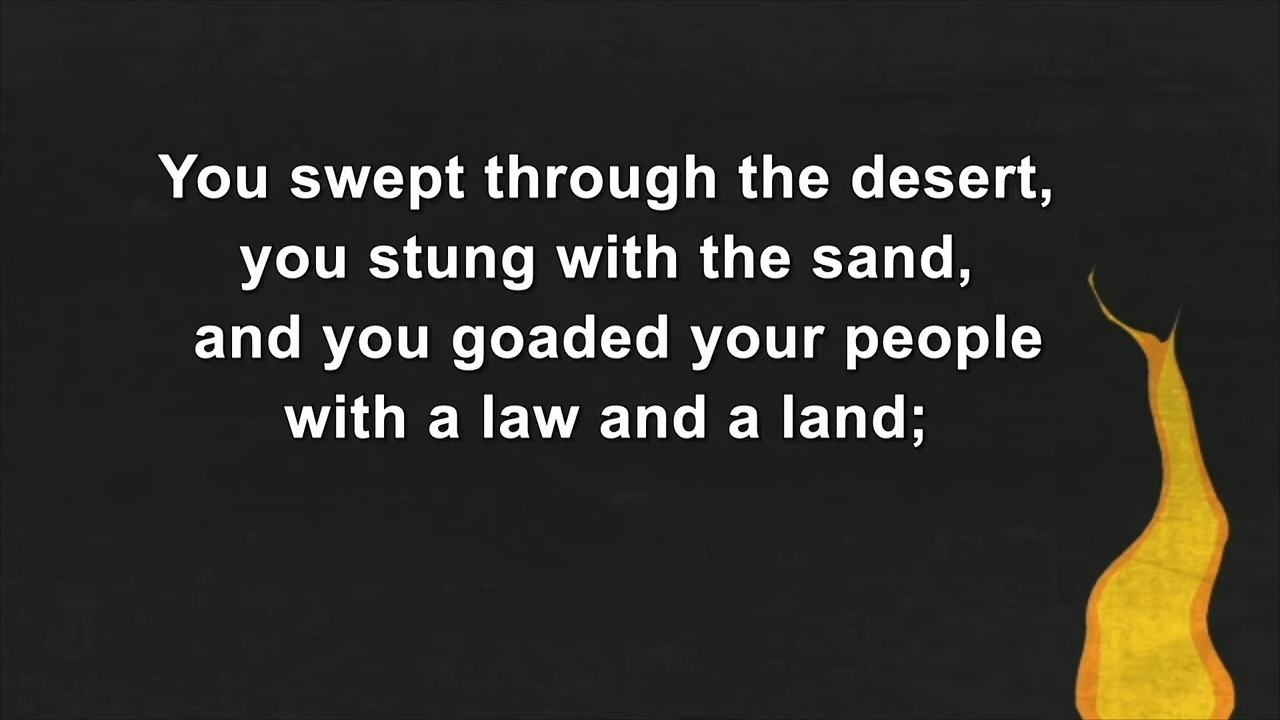 You swept through the desert,
you stung with the sand,
and you goaded your people
with a law and a land;